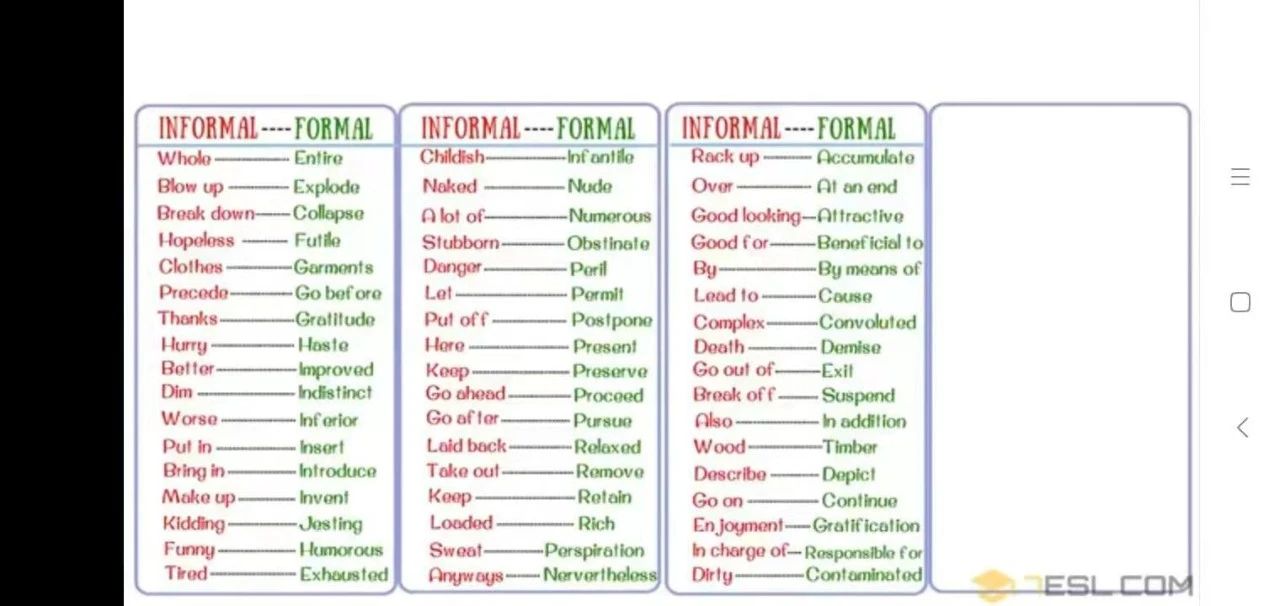 INFORMAL ---- FORMAL
Whole Entire
Blow up Explode
Break down Collapse
Hopeless Futile
Clothes Garments
Precede Go before
Thanks Gratitude
Hurry Haste
Better Improved
Dim Indistinct
Worse Inferior
Put in Insert
Bring in Introduce
Make up Invent
Kidding Jesting
Funny Humorous
Tired Exhausted
INFORMAL ---- FORMAL
Childish Infantile
Naked Nude
A lot of Numerous
Stubborn Obstinate
Danger Peril
Let Permit
Put off Postpone
Here Present
Keep Preserve
Go ahead Proceed
Go after Pursue
Laid back Relaxed
Take out Remove
Keep Retain
Loaded Rich
Sweat Perspiration
Anyways Nervertheless
INFORMAL ---- FORMAL
Rack up Accumulate
Over At an end
Good looking Attractive
Good for Beneficial to
By By means of
Lead to Cause
Complex Convoluted
Death Demise
Go out of Exit
Break off Suspend
Also In addition
Wood Timber
Describe Depict
Go on Continue
Enjoyment Gratification
In charge of Responsible for
Dirty Contaminated
7ESL.COM